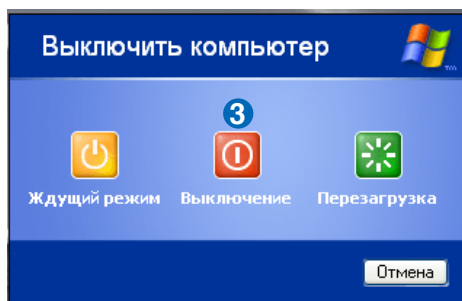 Выключить компьютер
3
Ждущий режим Выключение Перезагрузка
Отмена